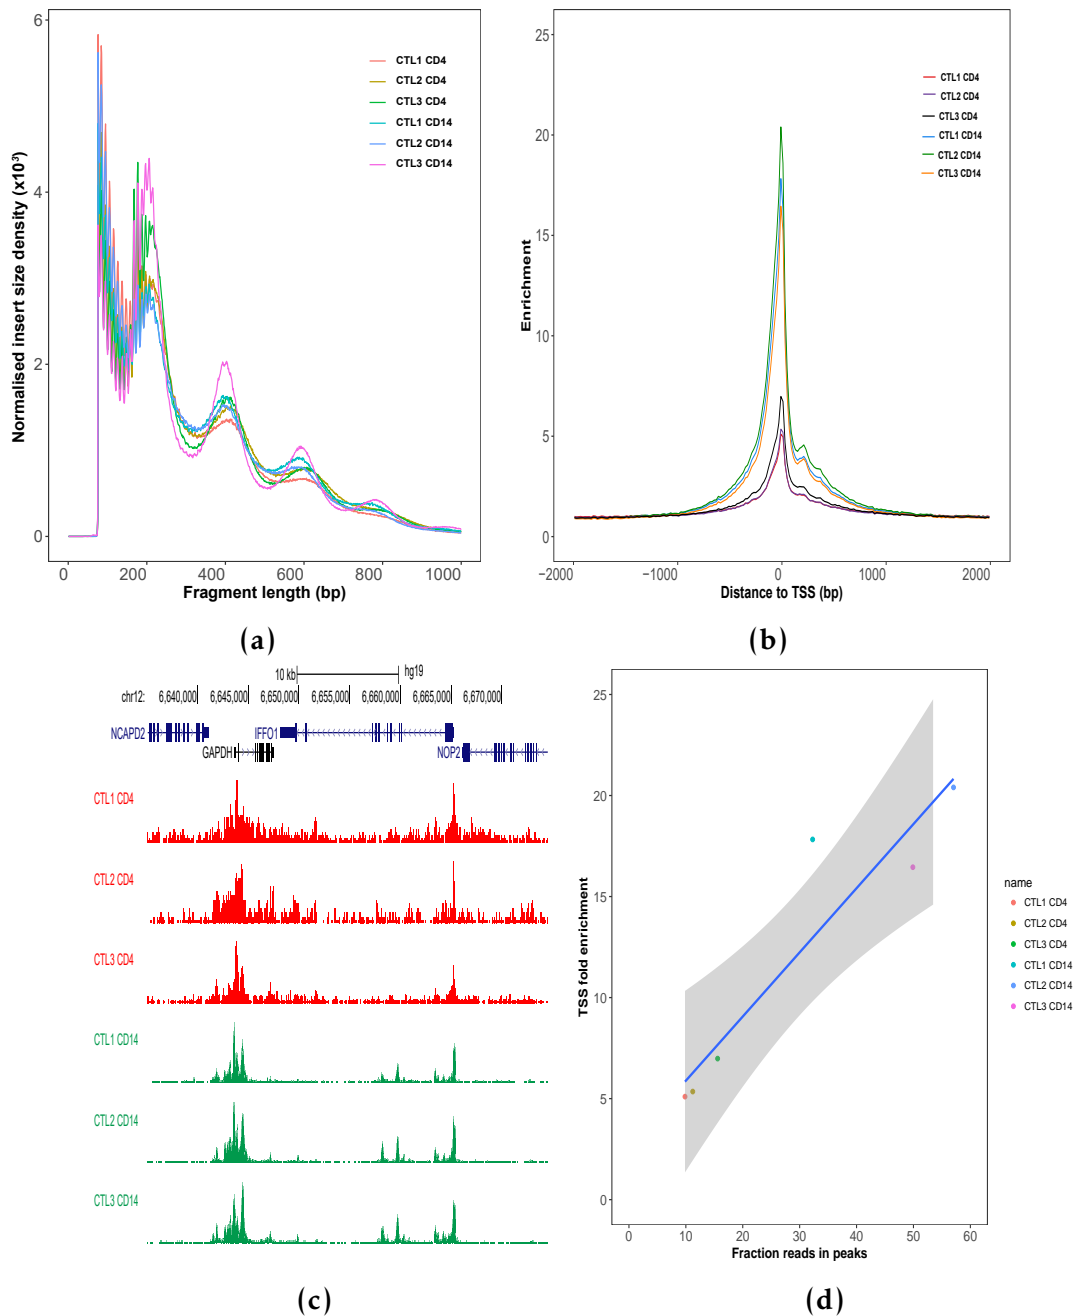 6
4
2
0
Normalised insert size density (x10³)
CTL1 CD4
CTL2 CD4
CTL3 CD4
CTL1 CD14
CTL2 CD14
CTL3 CD14
0 200 400 600 800 1000
Fragment length (bp)
(a)
25
20
15
10
5
0
Enrichment
CTL1 CD4
CTL2 CD4
CTL3 CD4
CTL1 CD14
CTL2 CD14
CTL3 CD14
−2000 −1000 0 1000 2000
Distance to TSS (bp)
(b)
10 kb hg19
chr12: 6,640,000 6,645,000 6,650,000 6,655,000 6,660,000 6,665,000 6,670,000
NCAPD2 IFFO1
GAPDH NOP2
CTL1 CD4
CTL2 CD4
CTL3 CD4
CTL1 CD14
CTL2 CD14
CTL3 CD14
(c)
25
20
15
10
5
0
TSS fold enrichment
0 10 20 30 40 50 60
Fraction reads in peaks
name
CTL1 CD4
CTL2 CD4
CTL3 CD4
CTL1 CD14
CTL2 CD14
CTL3 CD14
(d)